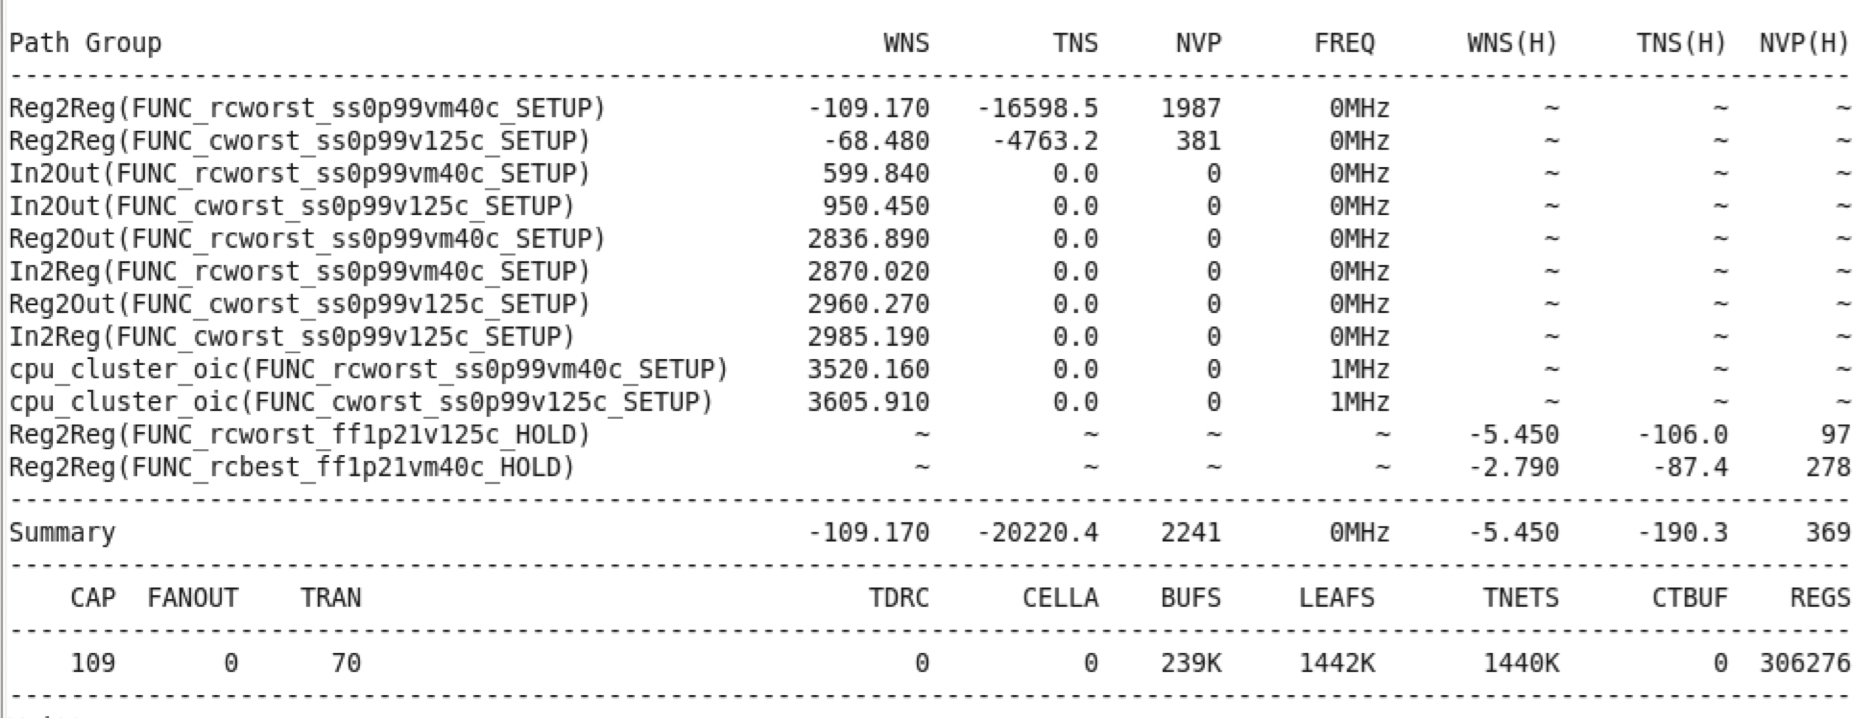 Path Group WNS TNS NVP FREQ WNS(H) TNS(H) NVP(H)
Reg2Reg(FUNC_rcworst_ss0p99vm40c_SETUP) -109.170 -16598.5 1987 0MHz ~ ~ ~
Reg2Reg(FUNC_cworst_ss0p99v125c_SETUP) -68.480 -4763.2 381 0MHz ~ ~ ~
In2Out(FUNC_rcworst_ss0p99vm40c_SETUP) 599.840 0.0 0 0MHz ~ ~ ~
In2Out(FUNC_cworst_ss0p99v125c_SETUP) 950.450 0.0 0 0MHz ~ ~ ~
Reg2Out(FUNC_rcworst_ss0p99vm40c_SETUP) 2836.890 0.0 0 0MHz ~ ~ ~
In2Reg(FUNC_rcworst_ss0p99vm40c_SETUP) 2870.020 0.0 0 0MHz ~ ~ ~
Reg2Out(FUNC_cworst_ss0p99v125c_SETUP) 2960.270 0.0 0 0MHz ~ ~ ~
In2Reg(FUNC_cworst_ss0p99v125c_SETUP) 2985.190 0.0 0 0MHz ~ ~ ~
cpu_cluster_oic(FUNC_rcworst_ss0p99vm40c_SETUP) 3520.160 0.0 0 1MHz ~ ~ ~
cpu_cluster_oic(FUNC_cworst_ss0p99v125c_SETUP) 3605.910 0.0 0 1MHz ~ ~ ~
Reg2Reg(FUNC_rcworst_ff1p21v125c_HOLD) ~ ~ ~ ~ -5.450 -106.0 97
Reg2Reg(FUNC_rcbest_ff1p21vm40c_HOLD) ~ ~ ~ ~ -2.790 -87.4 278
Summary -109.170 -20220.4 2241 0MHz -5.450 -190.3 369
CAP FANOUT TRAN TDRC CELLA BUFS LEAFS TNETS CTBUF REGS
109 0 70 0 0 239K 1442K 1440K 0 306276